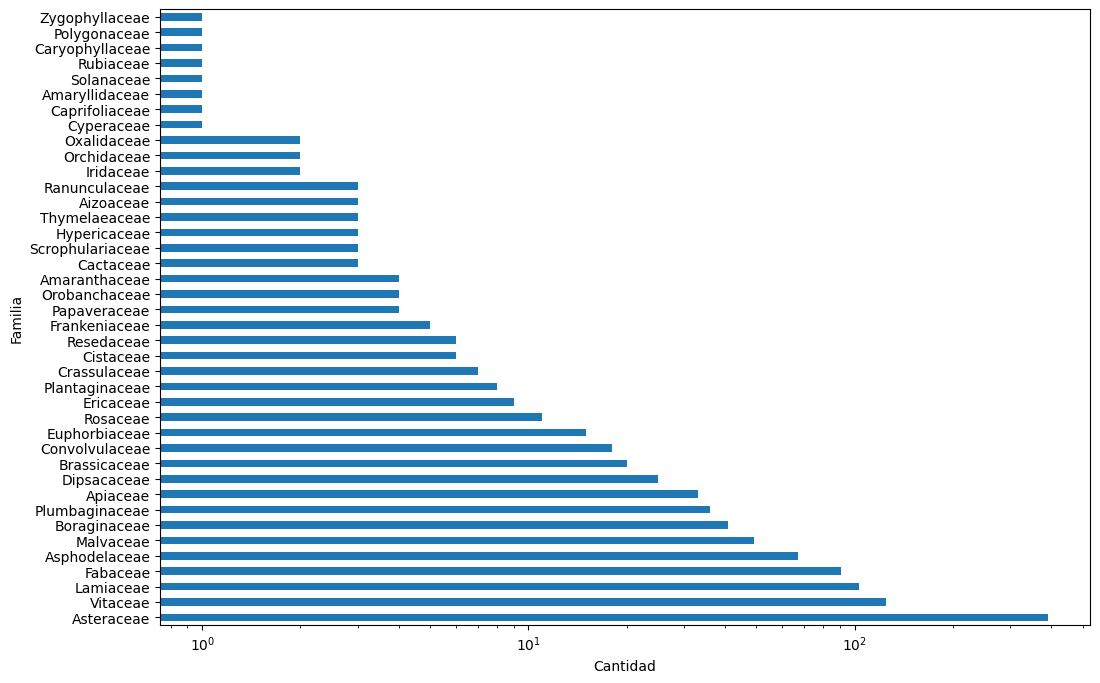 Zygophyllaceae
Polygonaceae
Caryophyllaceae
Rubiaceae
Solanaceae
Amaryllidaceae
Caprifoliaceae
Cyperaceae
Oxalidaceae
Orchidaceae
Iridaceae
Ranunculaceae
Aizoaceae
Thymelaeaceae
Hypericaceae
Scrophulariaceae
Cactaceae
Amaranthaceae
Orobanchaceae
Papaveraceae
Frankeniaceae
Resedaceae
Cistaceae
Crassulaceae
Plantaginaceae
Ericaceae
Rosaceae
Euphorbiaceae
Convolvulaceae
Brassicaceae
Dipsacaceae
Apiaceae
Plumbaginaceae
Boraginaceae
Malvaceae
Asphodelaceae
Fabaceae
Lamiaceae
Vitaceae
Asteraceae
Familia
10⁰ 10¹ 10²
Cantidad